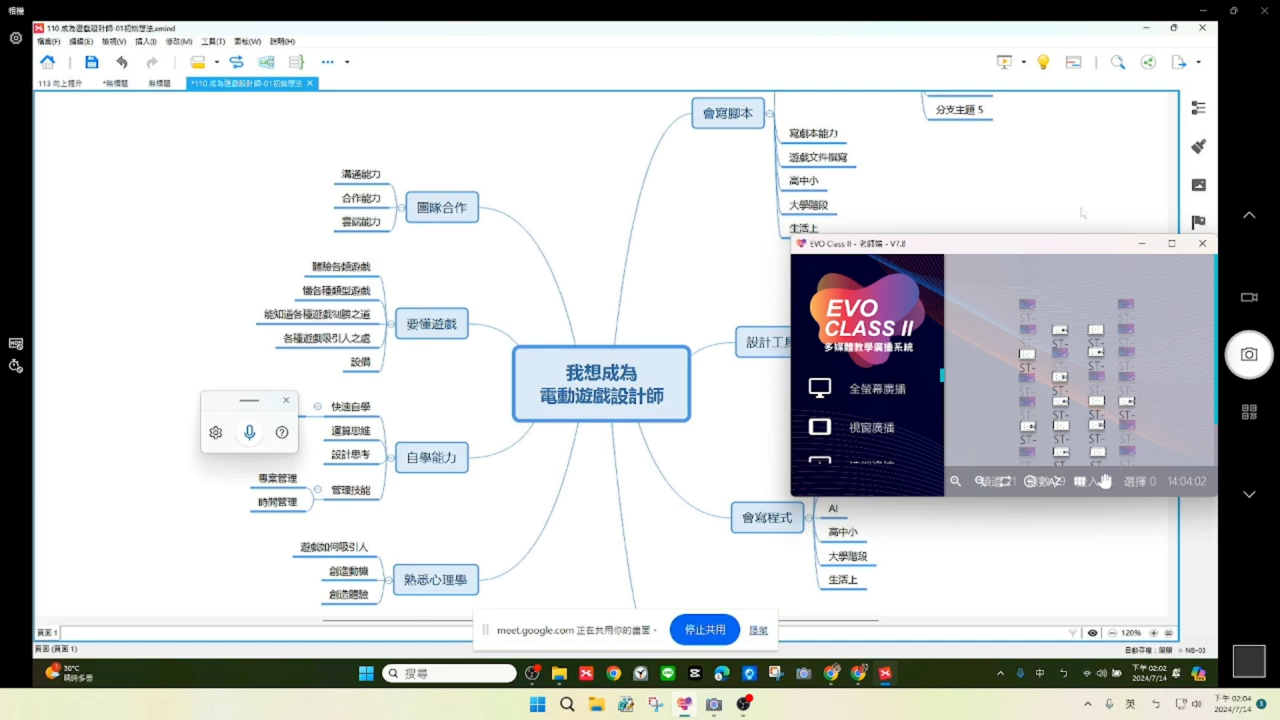 相機
110 成為遊戲設計師-01初始想法.xmind
檔案(F) 編輯(E) 檢視(V) 插入(I) 修改(M) 工具(T) 面板(W) 說明(H)
113 向上提升 *無標題 無標題 *110 成為遊戲設計師-01初始想法
分支主題 5
會寫腳本
寫劇本能力
遊戲文件撰寫
高中小
大學階段
生活上
溝通能力
合作能力
雲端能力
團隊合作
體驗各類遊戲
懂各種類型遊戲
能知道各種遊戲制勝之道
各種遊戲吸引人之處
設備
要懂遊戲
我想成為
電動遊戲設計師
快速自學
運算思維
設計思考
管理技能
專案管理
時間管理
自學能力
遊戲如何吸引人
創造動機
創造體驗
熟悉心理學
設計工
會寫程式
AI
高中小
大學階段
生活上
EVO Class II - 老師端 - V7.8
EVO
CLASS II
多媒體教學廣播系統
全螢幕廣播
視窗廣播
選擇 0 14:04:02
meet.google.com 正在共用你的畫面。 停止共用 隱藏
頁面 1
120%
頁面 (頁面 1)
自動存檔：關閉 NB-03
30°C
晴時多雲
搜尋
中
下午 02:02
2024/7/14
英
下午 02:04
2024/7/14
3